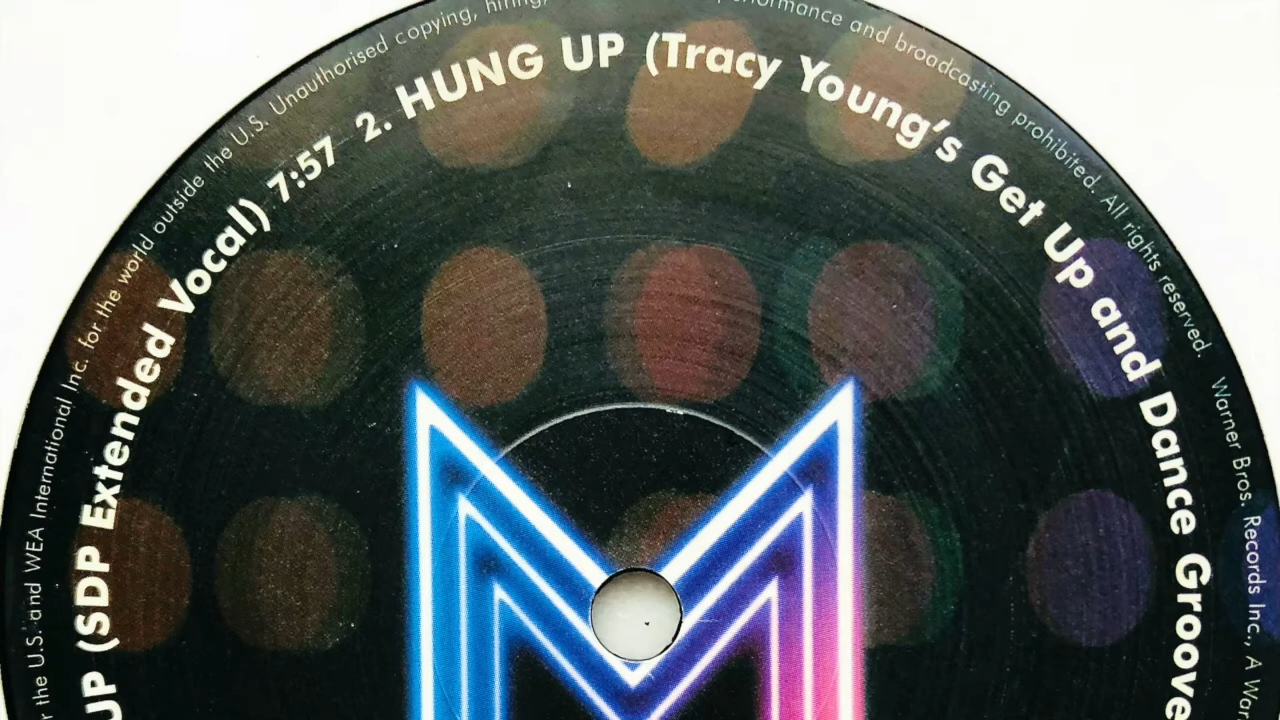 r the U.S. and WEA International Inc. for the world outside the U.S. Unauthorised copying, hiring,
performance and broadcasting prohibited. All rights reserved. Warner Bros. Records Inc., A War
UP (SDP Extended Vocal) 7:57 2. HUNG UP (Tracy Young's Get Up and Dance Groove
M